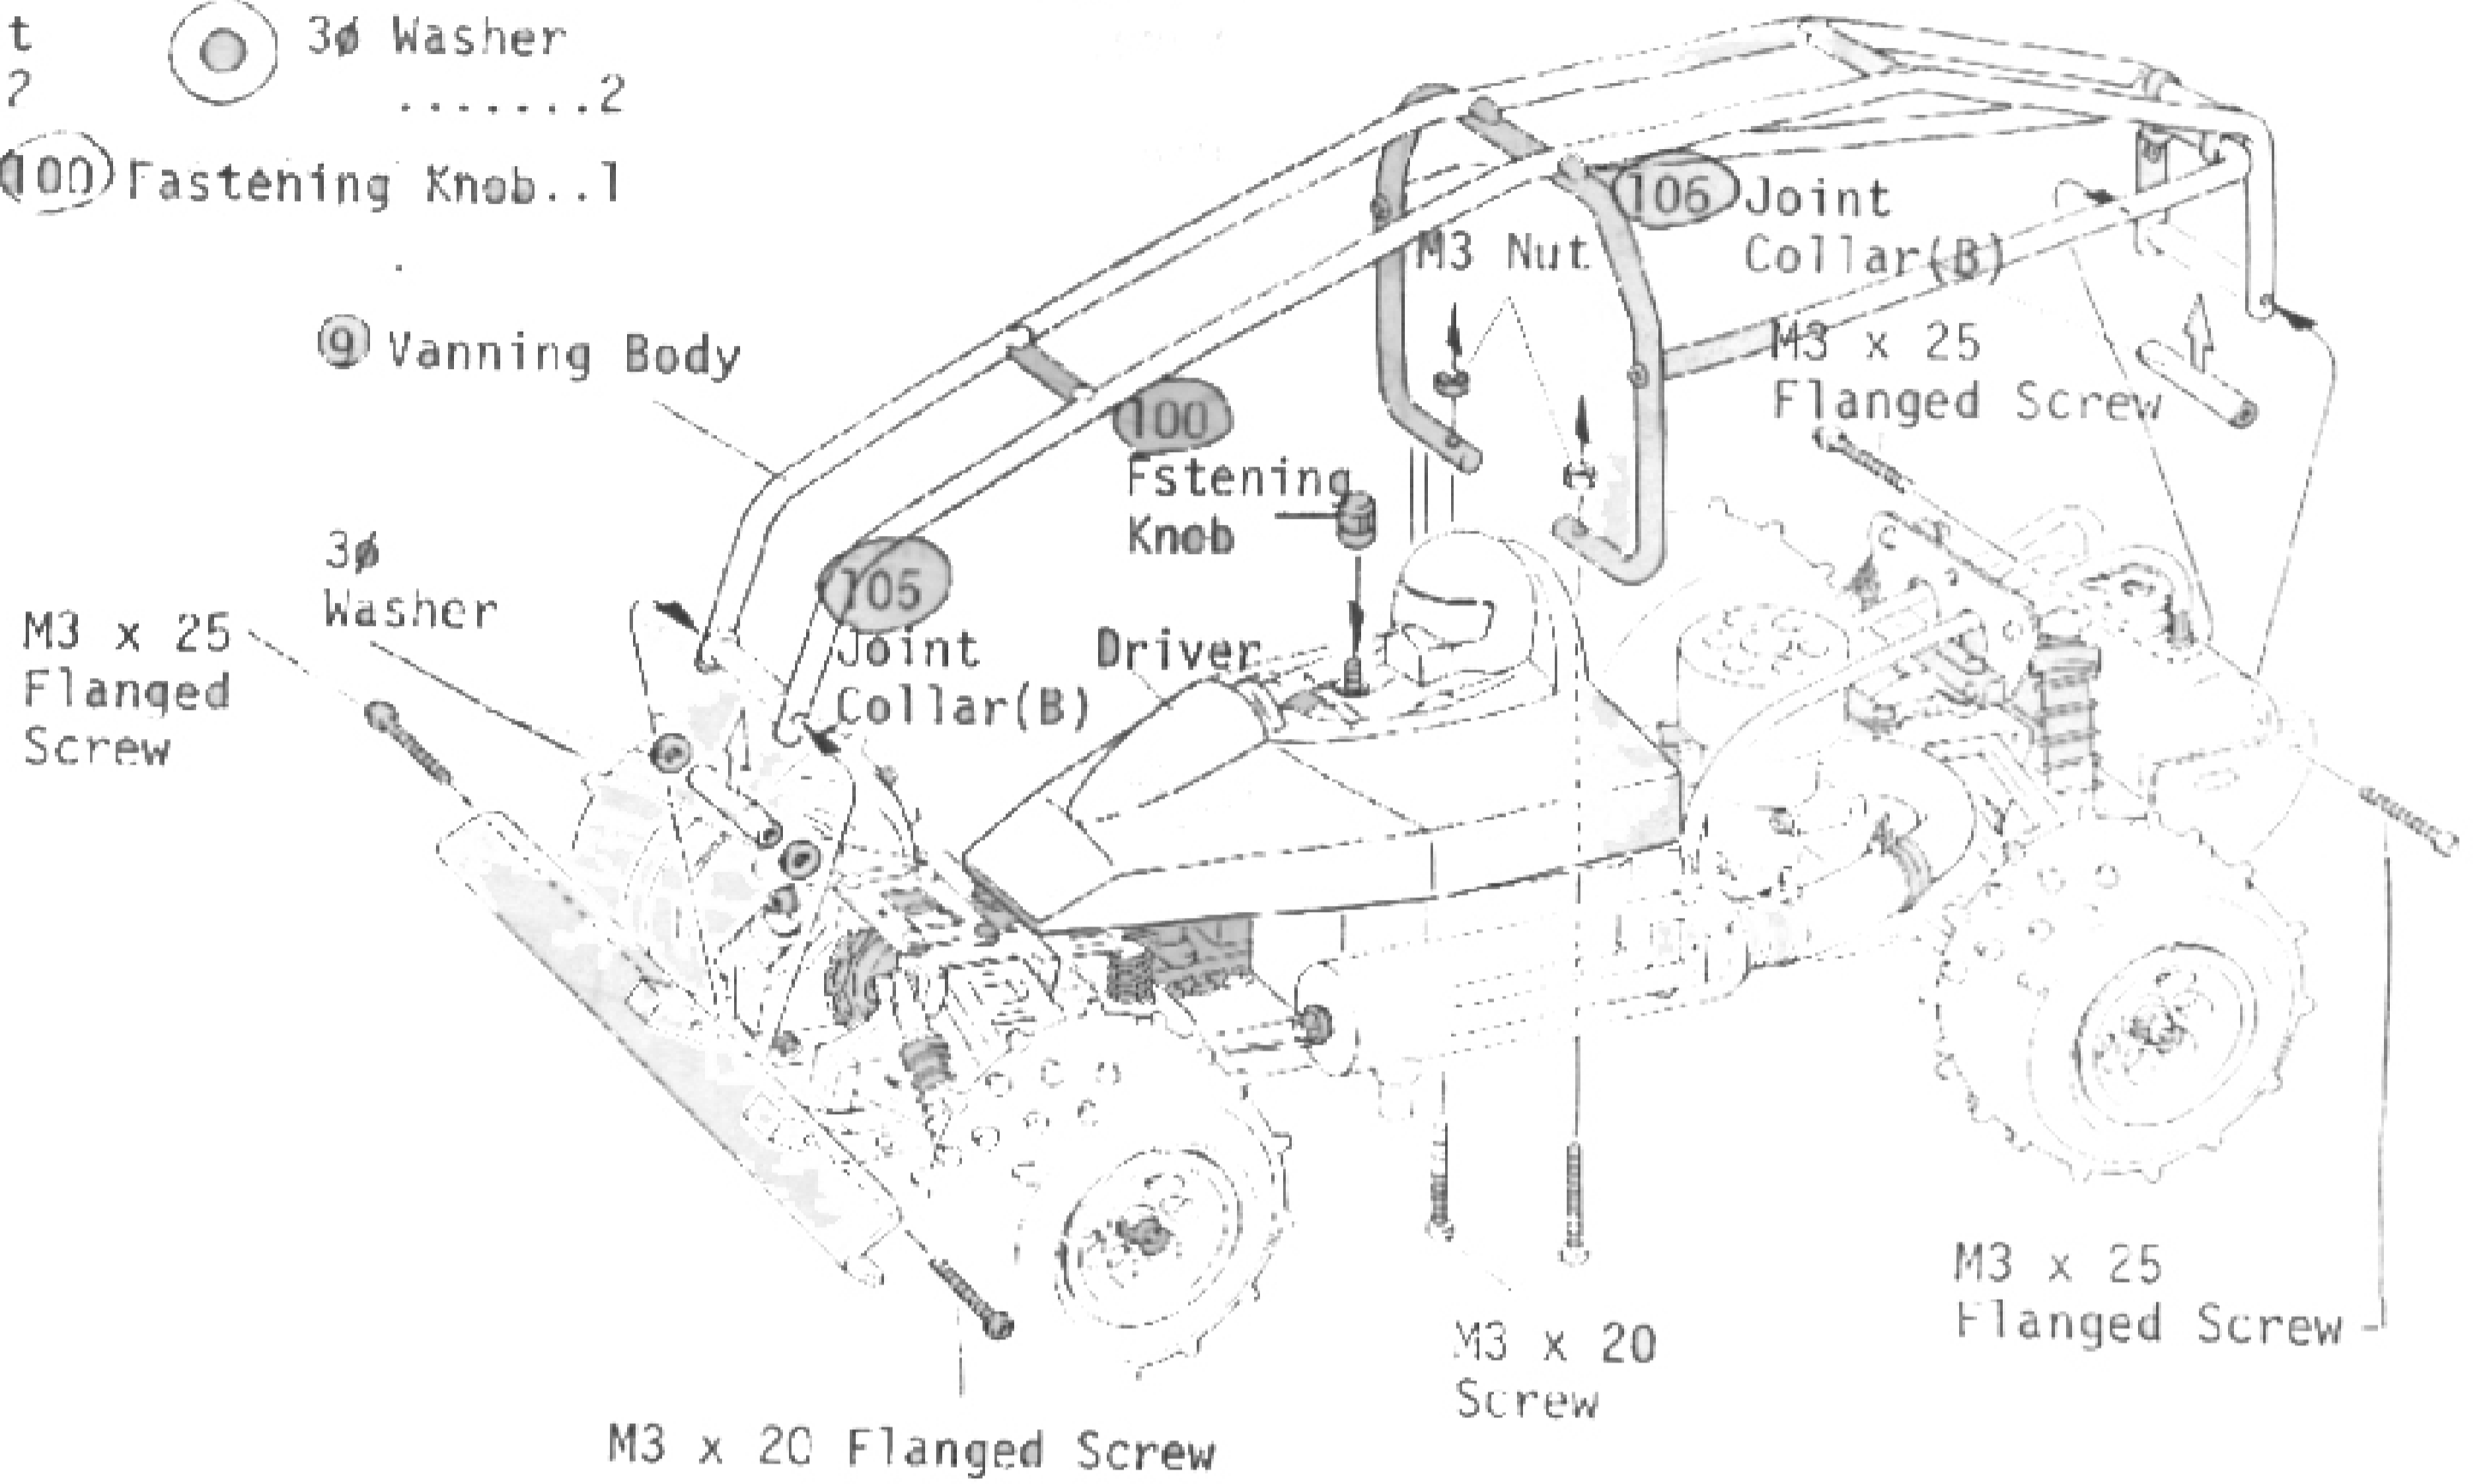 t
3ø Washer
2
.......2
100 Fastening Knob..1
9 Vanning Body
106 Joint
Collar(B)
M3 Nut
M3 x 25
Flanged Screw
100
Fstening
Knob
3ø
Washer
105
Joint
Collar(B)
Driver
M3 x 25
Flanged
Screw
M3 x 25
Flanged Screw
M3 x 20
Screw
M3 x 20 Flanged Screw